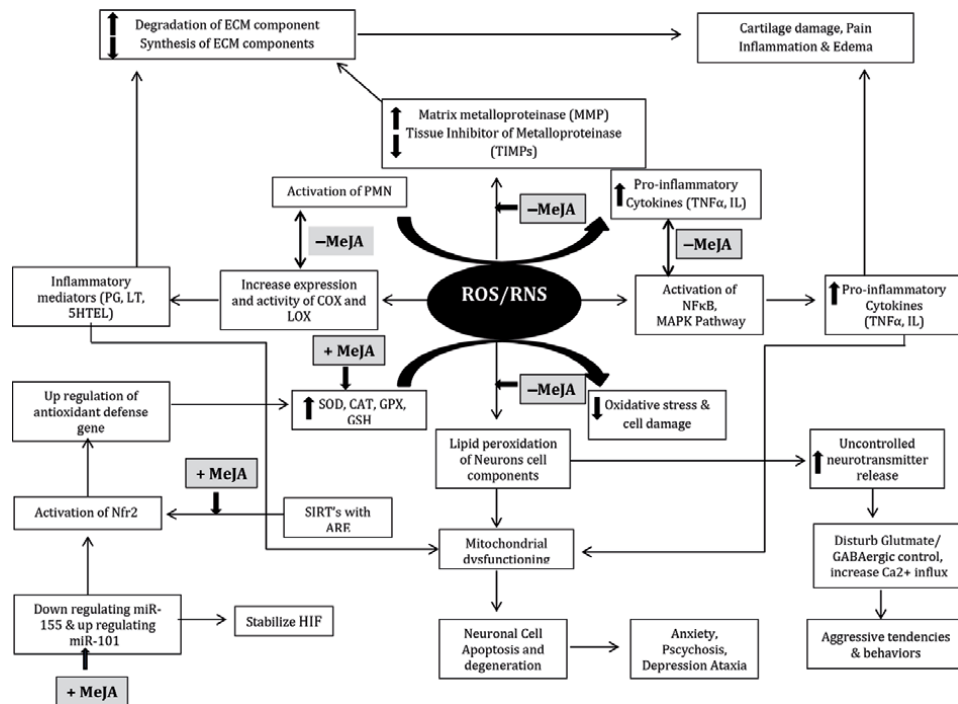 Degradation of ECM component
Synthesis of ECM components
Cartilage damage, Pain
Inflammation & Edema
Matrix metalloproteinase (MMP)
Tissue Inhibitor of Metalloproteinase
(TIMPs)
Activation of PMN
Pro-inflammatory
Cytokines (TNFα, IL)
−MeJA
−MeJA
−MeJA
Inflammatory
mediators (PG, LT,
5HTEL)
Increase expression
and activity of COX and
LOX
ROS/RNS
Activation of
NFκB,
MAPK Pathway
Pro-inflammatory
Cytokines
(TNFα, IL)
+ MeJA
−MeJA
Up regulation of
antioxidant defense
gene
SOD, CAT, GPX,
GSH
Oxidative stress &
cell damage
Lipid peroxidation
of Neurons cell
components
Uncontrolled
neurotransmitter
release
+ MeJA
Activation of Nfr2
SIRT's with
ARE
Mitochondrial
dysfunctioning
Disturb Glutmate/
GABAergic control,
increase Ca2+ influx
Down regulating miR-
155 & up regulating
miR-101
Stabilize HIF
Neuronal Cell
Apoptosis and
degeneration
Anxiety,
Pscychosis,
Depression Ataxia
Aggressive tendencies
& behaviors
+ MeJA